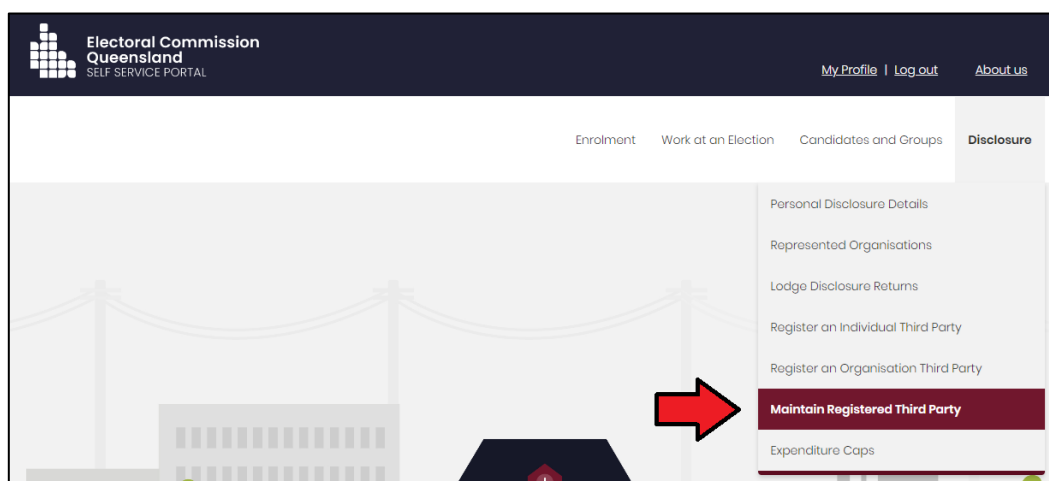 Electoral Commission
Queensland
SELF SERVICE PORTAL
My Profile | Log out About us
Enrolment Work at an Election Candidates and Groups Disclosure
Personal Disclosure Details
Represented Organisations
Lodge Disclosure Returns
Register an Individual Third Party
Register an Organisation Third Party
Maintain Registered Third Party
Expenditure Caps